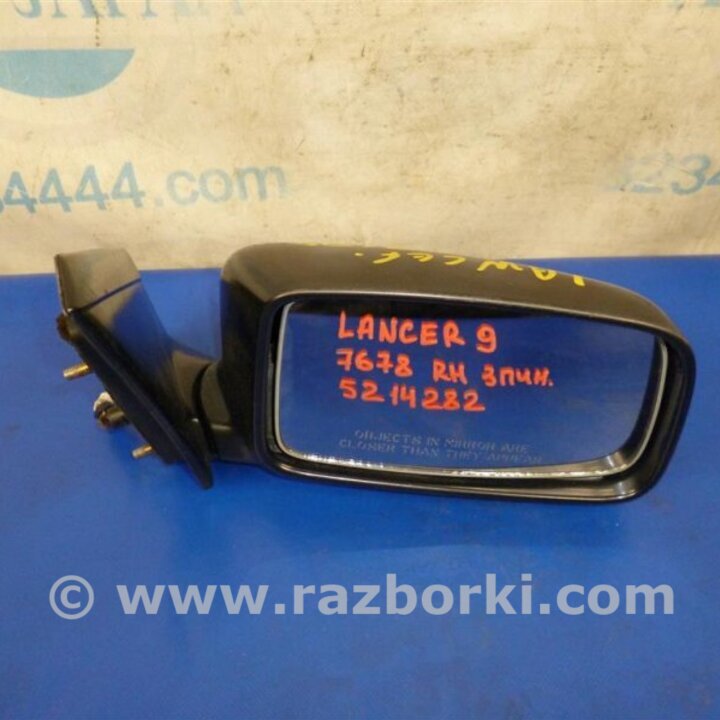 4444.com
234
LANCER 9
7678 RH 3ПИН.
5214282
OBJECTS IN MIRROR ARE
CLOSER THAN THEY APPEAR
© www.razborki.com